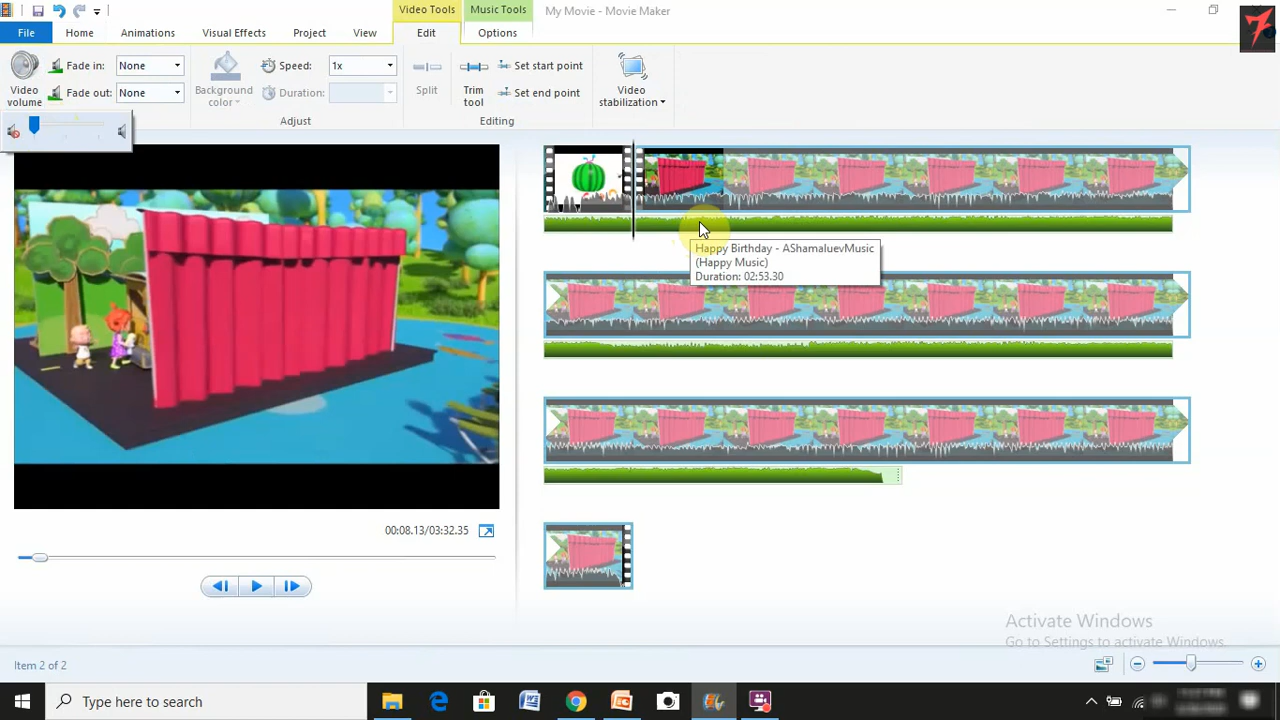 Video Tools
Music Tools
My Movie - Movie Maker
File
Home
Animations
Visual Effects
Project
View
Edit
Options
Video volume
Fade in: None
Fade out: None
Background color
Speed: 1x
Duration:
Adjust
Split
Trim tool
Set start point
Set end point
Editing
Video stabilization
Happy Birthday - AShamaluevMusic
(Happy Music)
Duration: 02:53.30
00:08.13/03:32.35
Activate Windows
Go to Settings to activate Windows.
Item 2 of 2
Type here to search